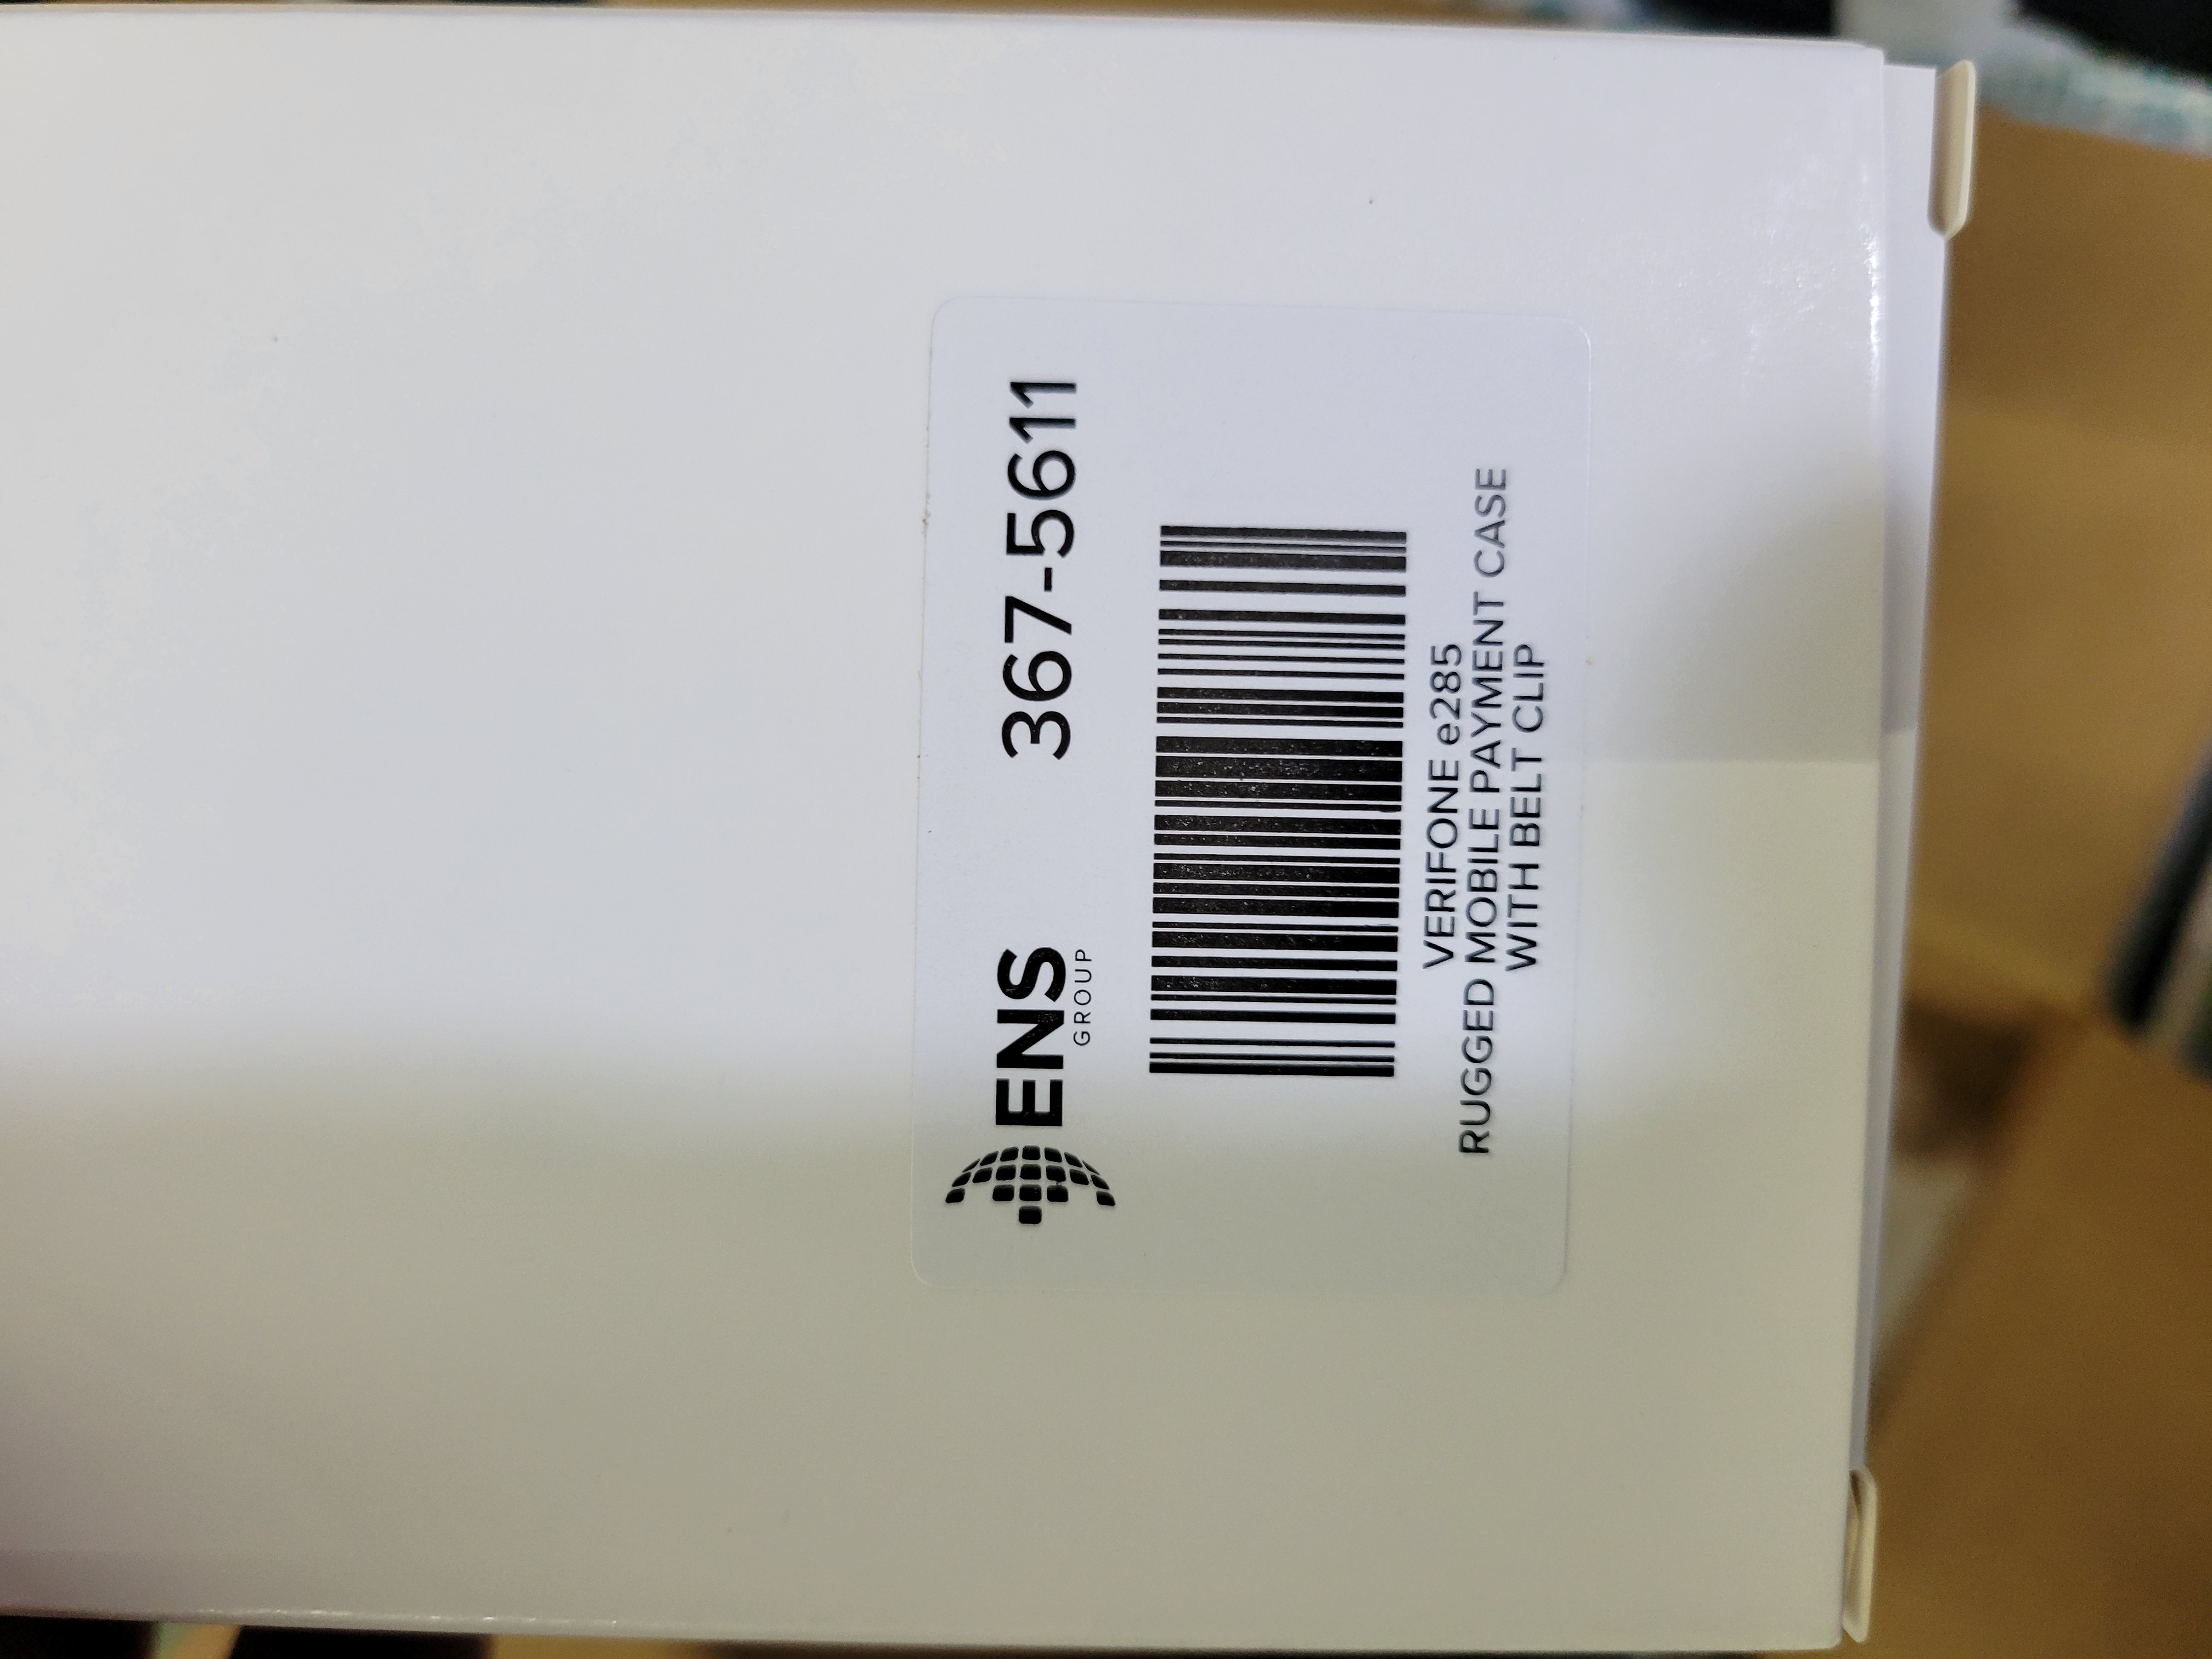 ENS
GROUP
367-5611
VERIFONE e285
RUGGED MOBILE PAYMENT CASE
WITH BELT CLIP